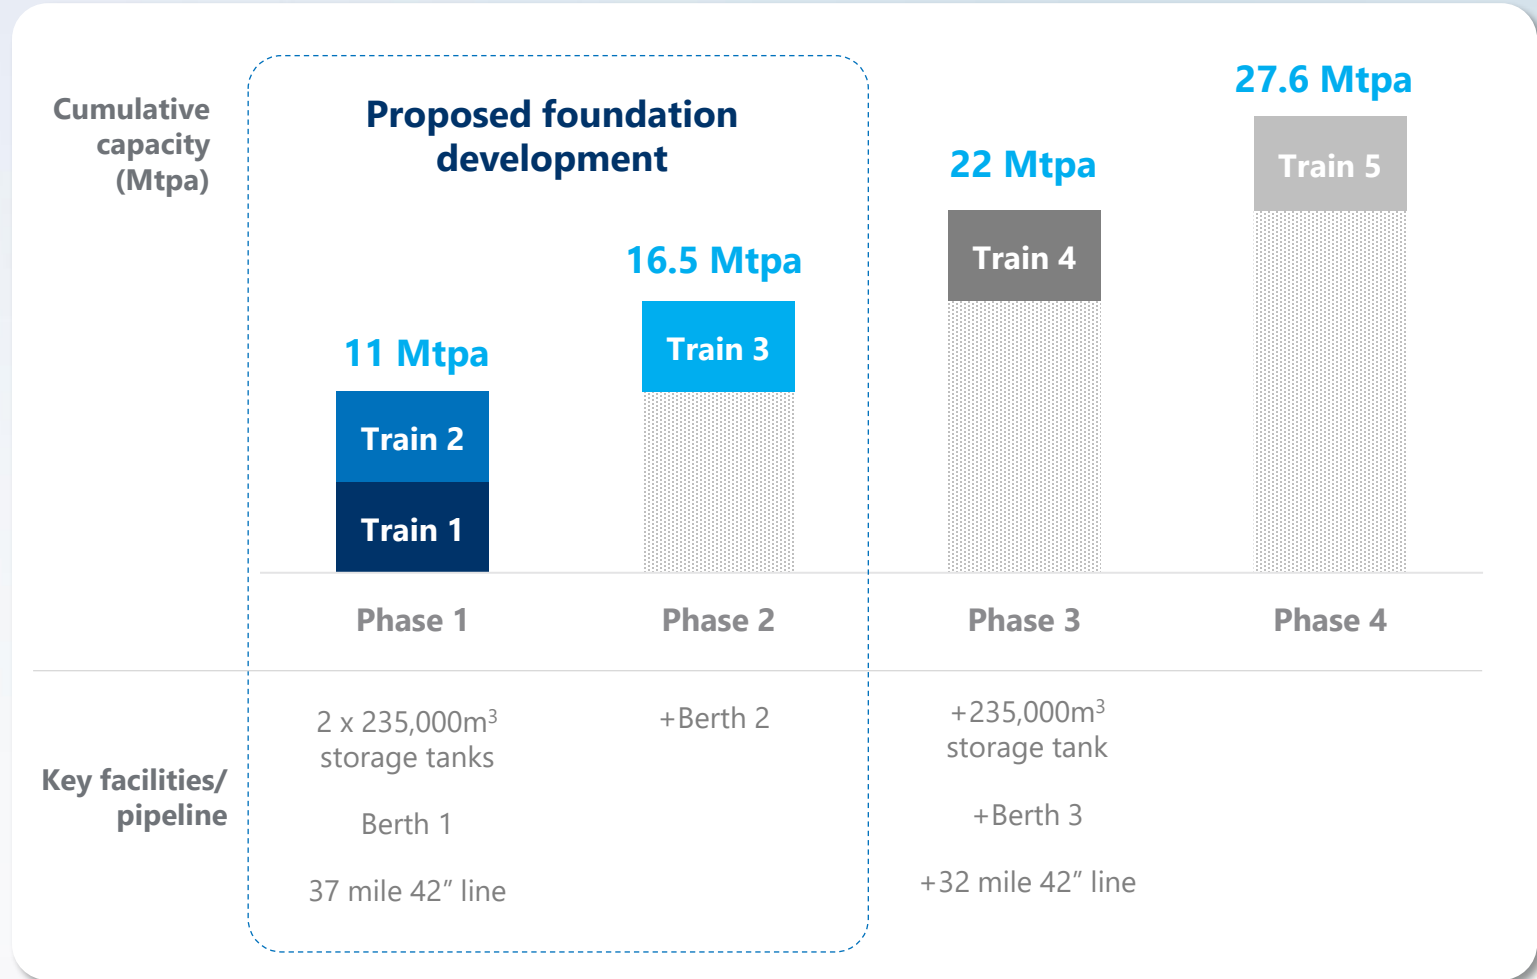 Cumulative
capacity
(Mtpa)
Proposed foundation
development
11 Mtpa
Train 2
Train 1
16.5 Mtpa
Train 3
22 Mtpa
Train 4
27.6 Mtpa
Train 5
Phase 1
Phase 2
Phase 3
Phase 4
Key facilities/
pipeline
2 x 235,000m³
storage tanks
Berth 1
37 mile 42” line
+Berth 2
+235,000m³
storage tank
+Berth 3
+32 mile 42” line